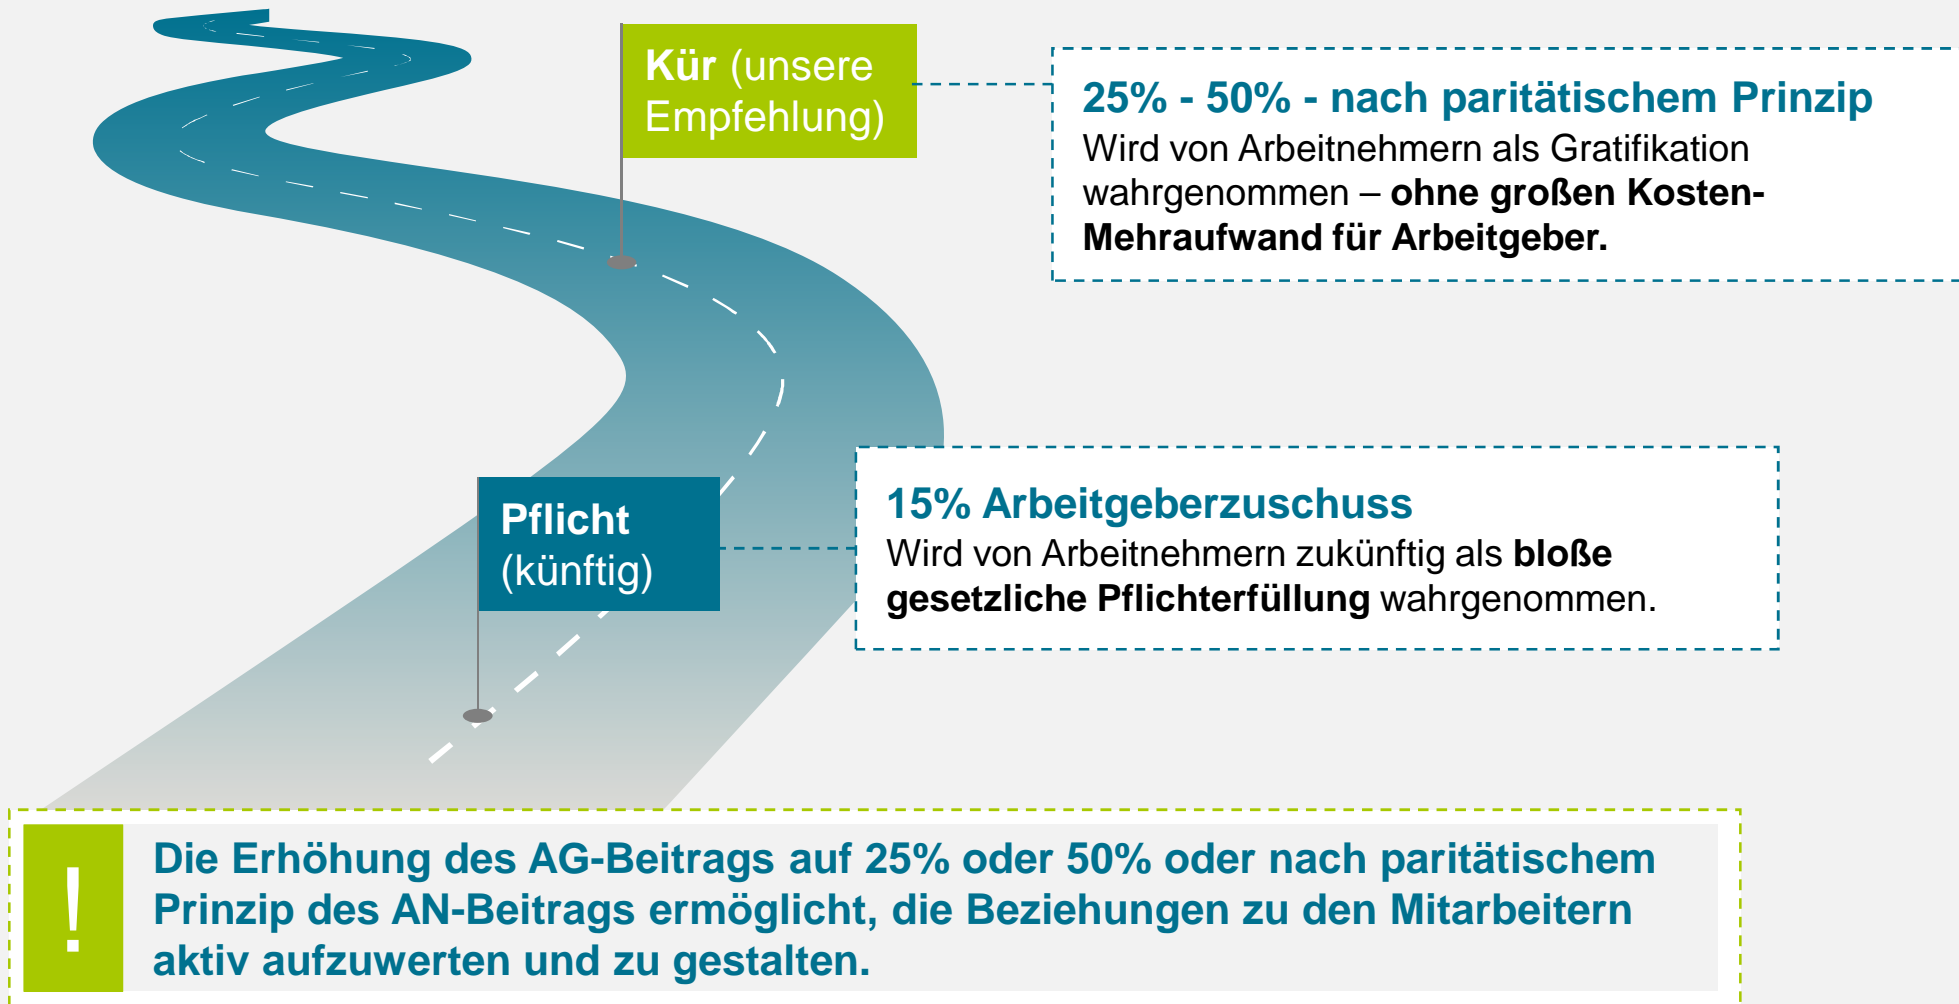 Kür (unsere
Empfehlung)
25% - 50% - nach paritätischem Prinzip
Wird von Arbeitnehmern als Gratifikation
wahrgenommen – ohne großen Kosten-
Mehraufwand für Arbeitgeber.
Pflicht
(künftig)
15% Arbeitgeberzuschuss
Wird von Arbeitnehmern zukünftig als bloße
gesetzliche Pflichterfüllung wahrgenommen.
!
Die Erhöhung des AG-Beitrags auf 25% oder 50% oder nach paritätischem
Prinzip des AN-Beitrags ermöglicht, die Beziehungen zu den Mitarbeitern
aktiv aufzuwerten und zu gestalten.